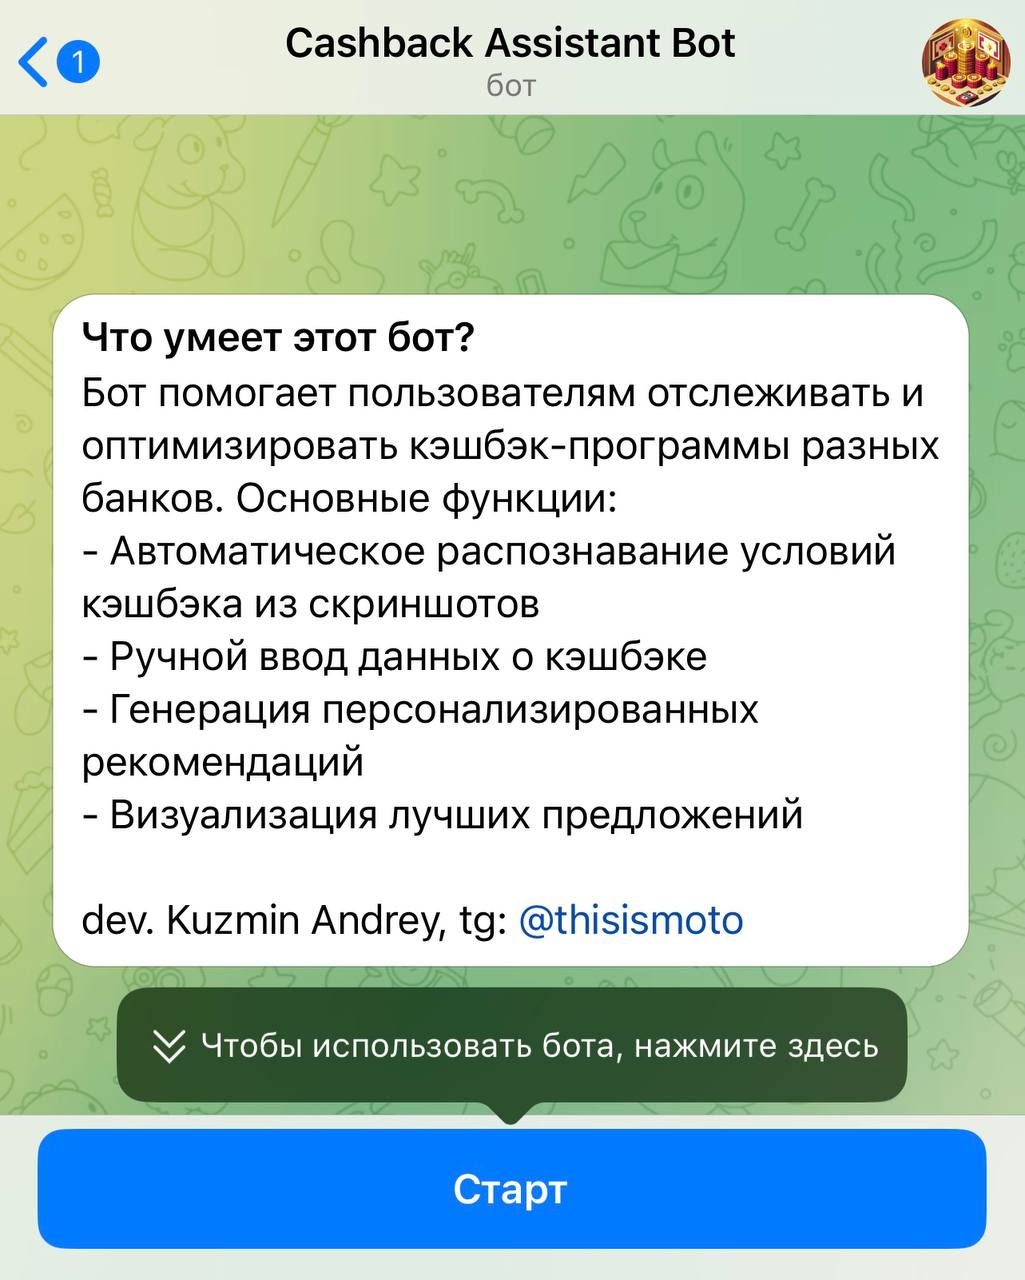 1
Cashback Assistant Bot
бот
Что умеет этот бот?
Бот помогает пользователям отслеживать и
оптимизировать кэшбэк-программы разных
банков. Основные функции:
- Автоматическое распознавание условий
кэшбэка из скриншотов
- Ручной ввод данных о кэшбэке
- Генерация персонализированных
рекомендаций
- Визуализация лучших предложений
dev. Kuzmin Andrey, tg: @thisismoto
Чтобы использовать бота, нажмите здесь
Старт